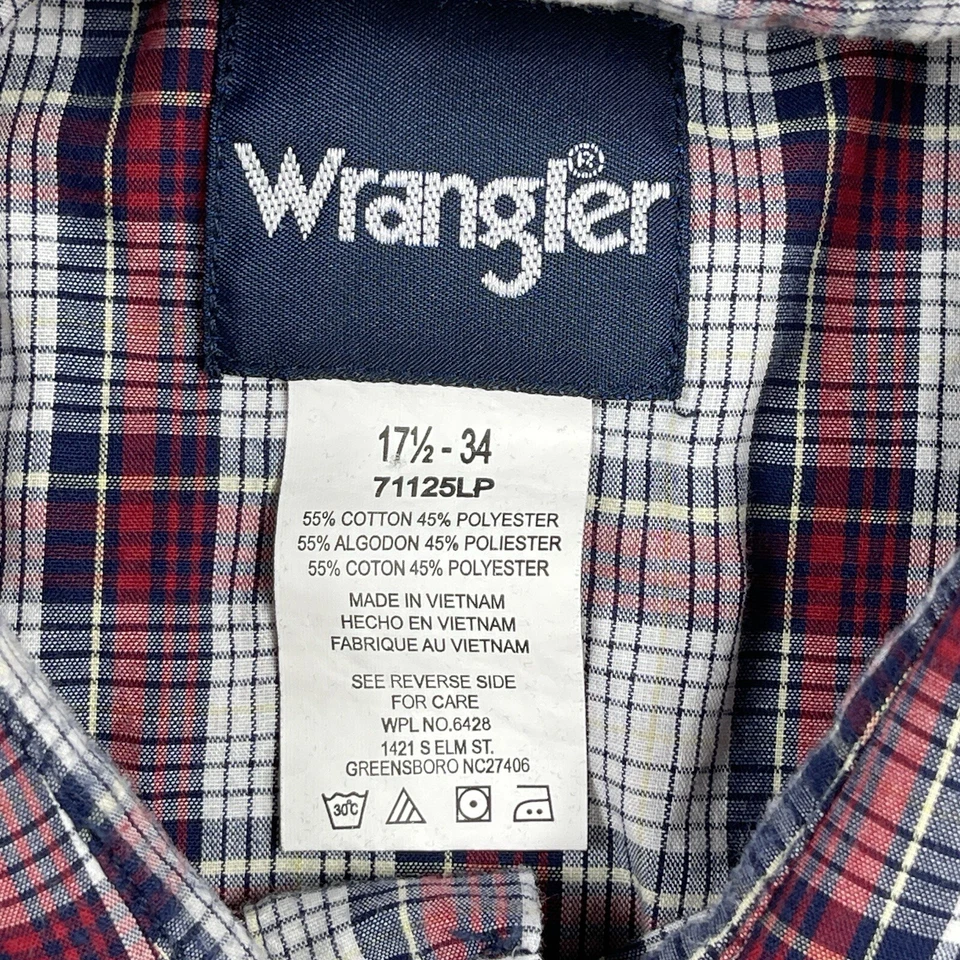 Wrangler®
17½ - 34
71125LP
55% COTTON 45% POLYESTER
55% ALGODON 45% POLIESTER
55% COTON 45% POLYESTER
MADE IN VIETNAM
HECHO EN VIETNAM
FABRIQUE AU VIETNAM
SEE REVERSE SIDE
FOR CARE
WPL NO.6428
1421 S ELM ST.
GREENSBORO NC27406
30°C